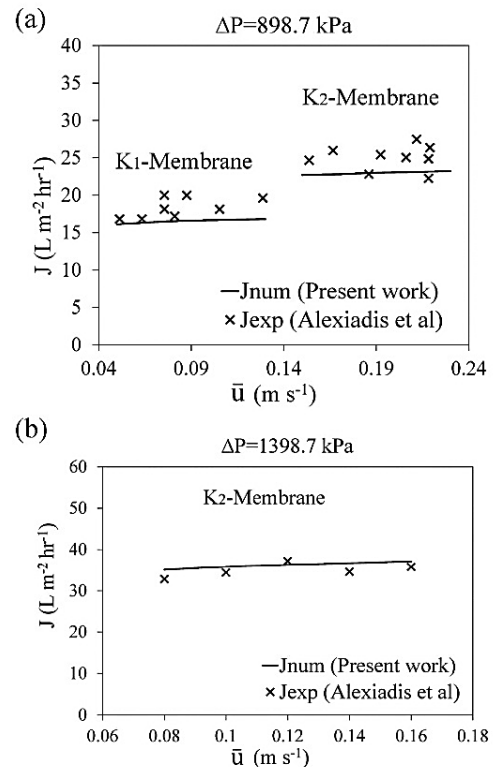 (a)
ΔP=898.7 kPa
40
35
30
25
20
15
10
5
0
K₂-Membrane
K₁-Membrane
Jnum (Present work)
Jexp (Alexiadis et al)
J (L m⁻² hr⁻¹)
0.04 0.09 0.14 0.19 0.24
ū (m s⁻¹)
(b)
ΔP=1398.7 kPa
60
50
40
30
20
10
0
K₂-Membrane
Jnum (Present work)
Jexp (Alexiadis et al)
J (L m⁻² hr⁻¹)
0.06 0.08 0.1 0.12 0.14 0.16 0.18
ū (m s⁻¹)